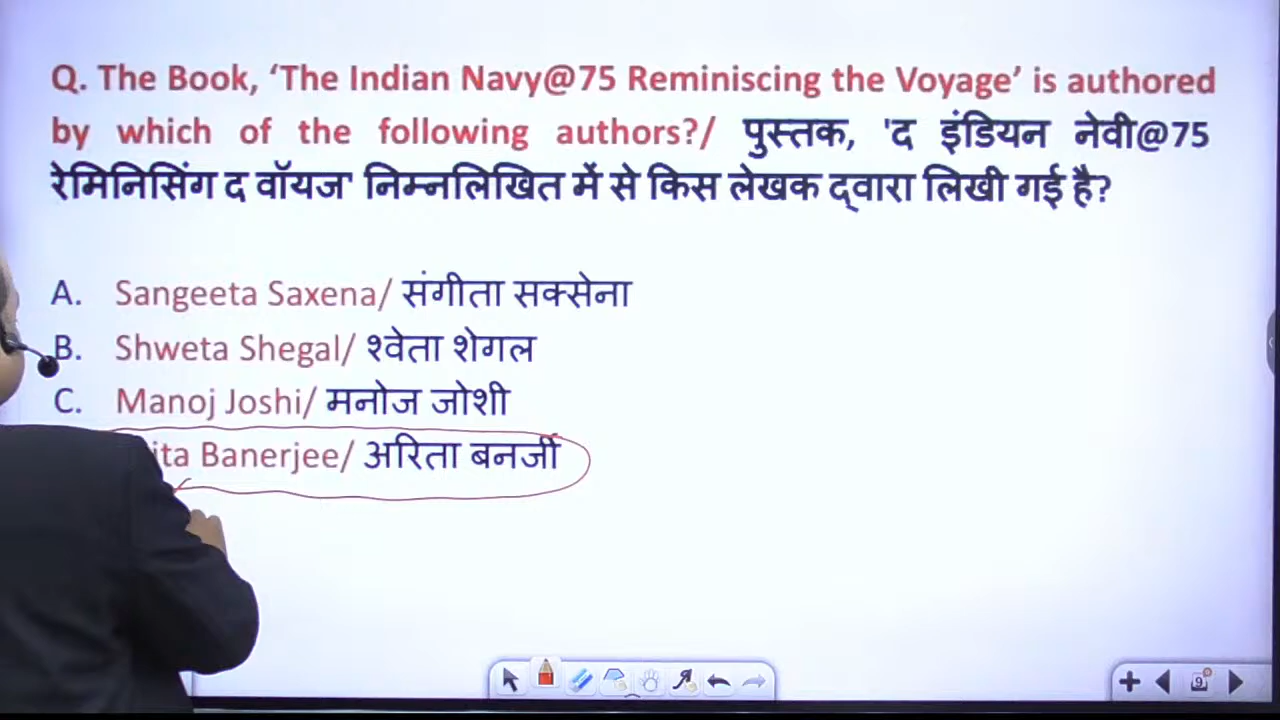 Q. The Book, ‘The Indian Navy@75 Reminiscing the Voyage’ is authored
by which of the following authors?/ पुस्तक, 'द इंडियन नेवी@75
रेमिनिसिंग द वॉयज' निम्नलिखित में से किस लेखक द्वारा लिखी गई है?
A. Sangeeta Saxena/ संगीता सक्सेना
B. Shweta Shegal/ श्वेता शेगल
C. Manoj Joshi/ मनोज जोशी
Banerjee/ अरिता बनर्जी
9